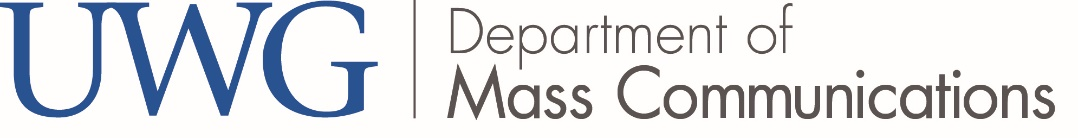 UWG
Department of
Mass Communications